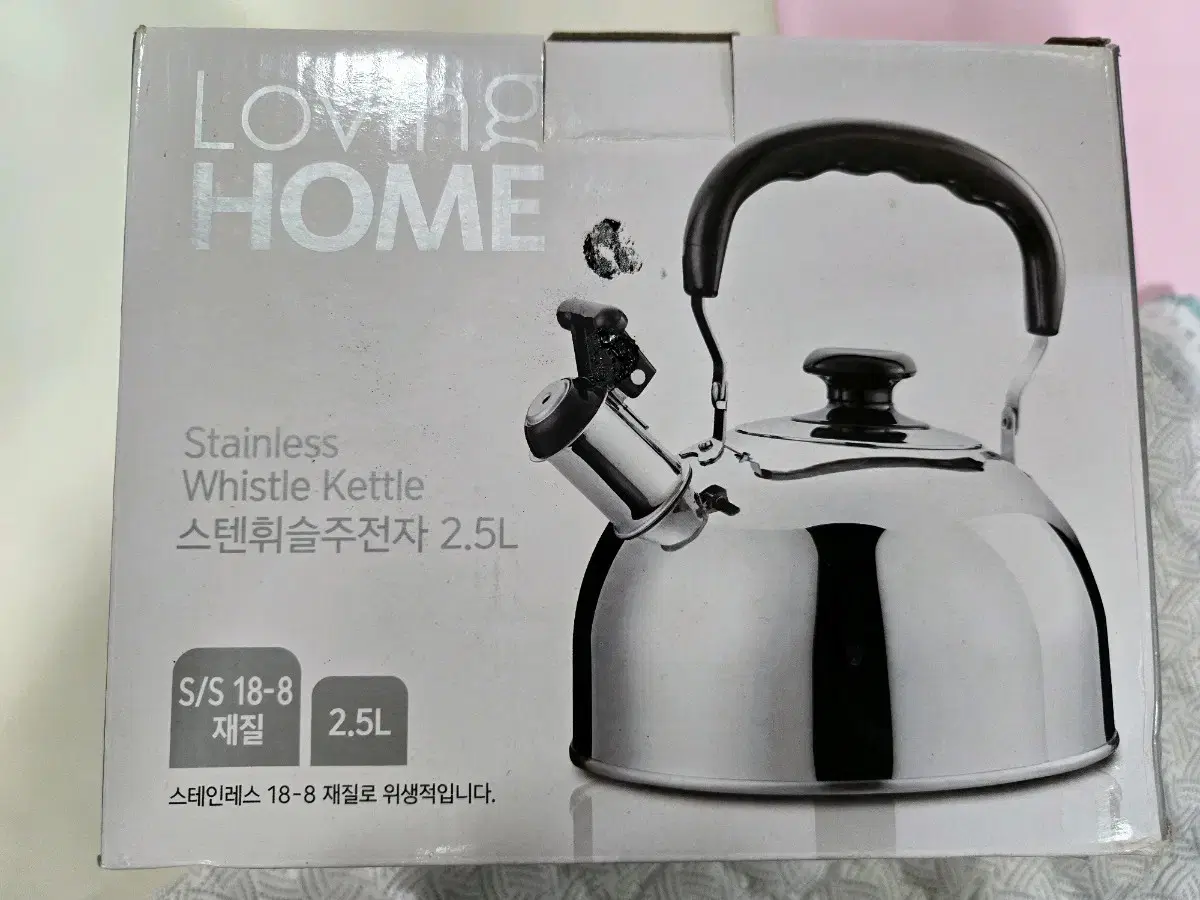 Loving
HOME
Stainless
Whistle Kettle
스텐휘슬주전자 2.5L
S/S 18-8
재질
2.5L
스테인레스 18-8 재질로 위생적입니다.